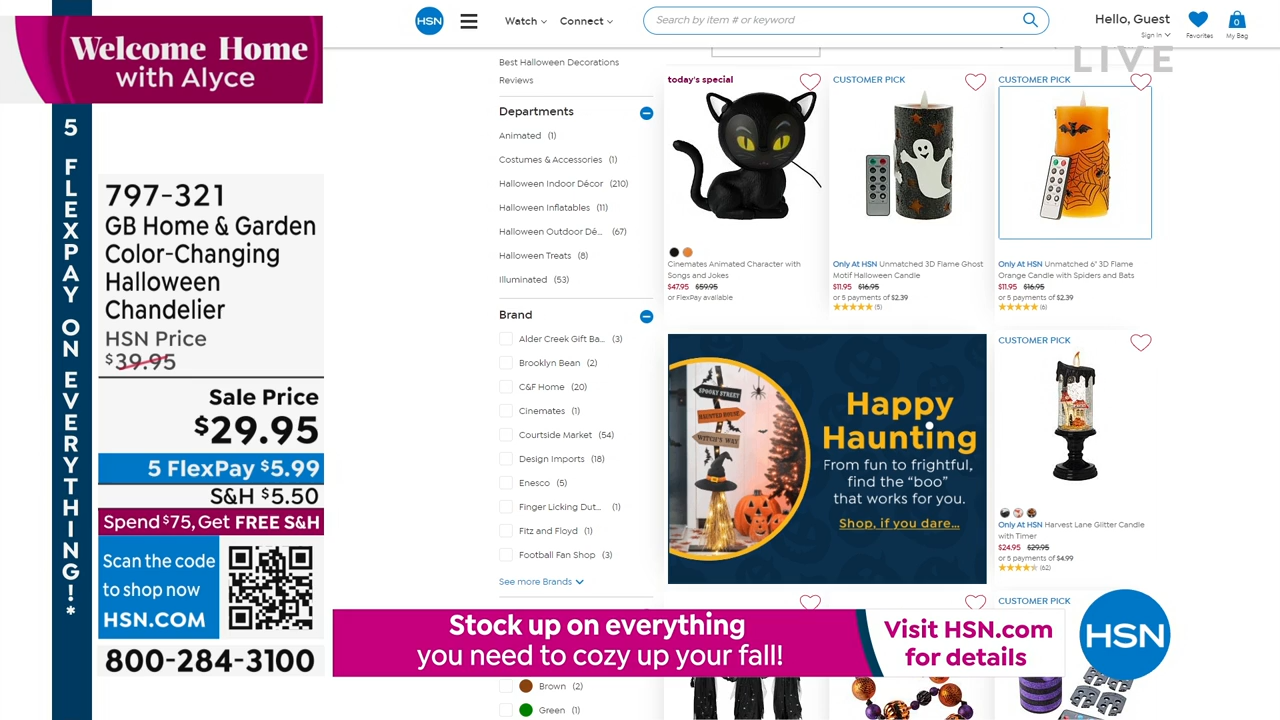 Welcome Home
with Alyce
5 FLEXPAY ON EVERYTHING!*
797-321
GB Home & Garden
Color-Changing
Halloween
Chandelier
HSN Price
$39.95
Sale Price
$29.95
5 FlexPay $5.99
S&H $5.50
Spend $75, Get FREE S&H
Scan the code
to shop now
HSN.COM
800-284-3100
HSN
Watch
Connect
Search by item # or keyword
Hello, Guest
Sign in
Favorites
0
My Bag
LIVE
Best Halloween Decorations
Reviews
Departments
Animated (1)
Costumes & Accessories (1)
Halloween Indoor Décor (210)
Halloween Inflatables (11)
Halloween Outdoor Dé... (67)
Halloween Treats (8)
Illuminated (53)
Brand
Alder Creek Gift Ba... (3)
Brooklyn Bean (2)
C&F Home (20)
Cinemates (1)
Courtside Market (54)
Design Imports (18)
Enesco (5)
Finger Licking Dut... (1)
Fitz and Floyd (1)
Football Fan Shop (3)
See more Brands
Brown (2)
Green (1)
today's special
Cinemates Animated Character with
Songs and Jokes
$47.95 $59.95
or FlexPay available
CUSTOMER PICK
Only At HSN Unmatched 3D Flame Ghost
Motif Halloween Candle
$11.95 $16.95
or 5 payments of $2.39
(5)
CUSTOMER PICK
Only At HSN Unmatched 6" 3D Flame
Orange Candle with Spiders and Bats
$11.95 $16.95
or 5 payments of $2.39
(6)
SPOOKY STREET
HAUNTED HOUSE
WITCH'S WAY
Happy
Haunting
From fun to frightful,
find the “boo”
that works for you.
Shop, if you dare...
CUSTOMER PICK
Only At HSN Harvest Lane Glitter Candle
with Timer
$24.95 $29.95
or 5 payments of $4.99
(62)
CUSTOMER PICK
Stock up on everything
you need to cozy up your fall!
Visit HSN.com
for details
HSN